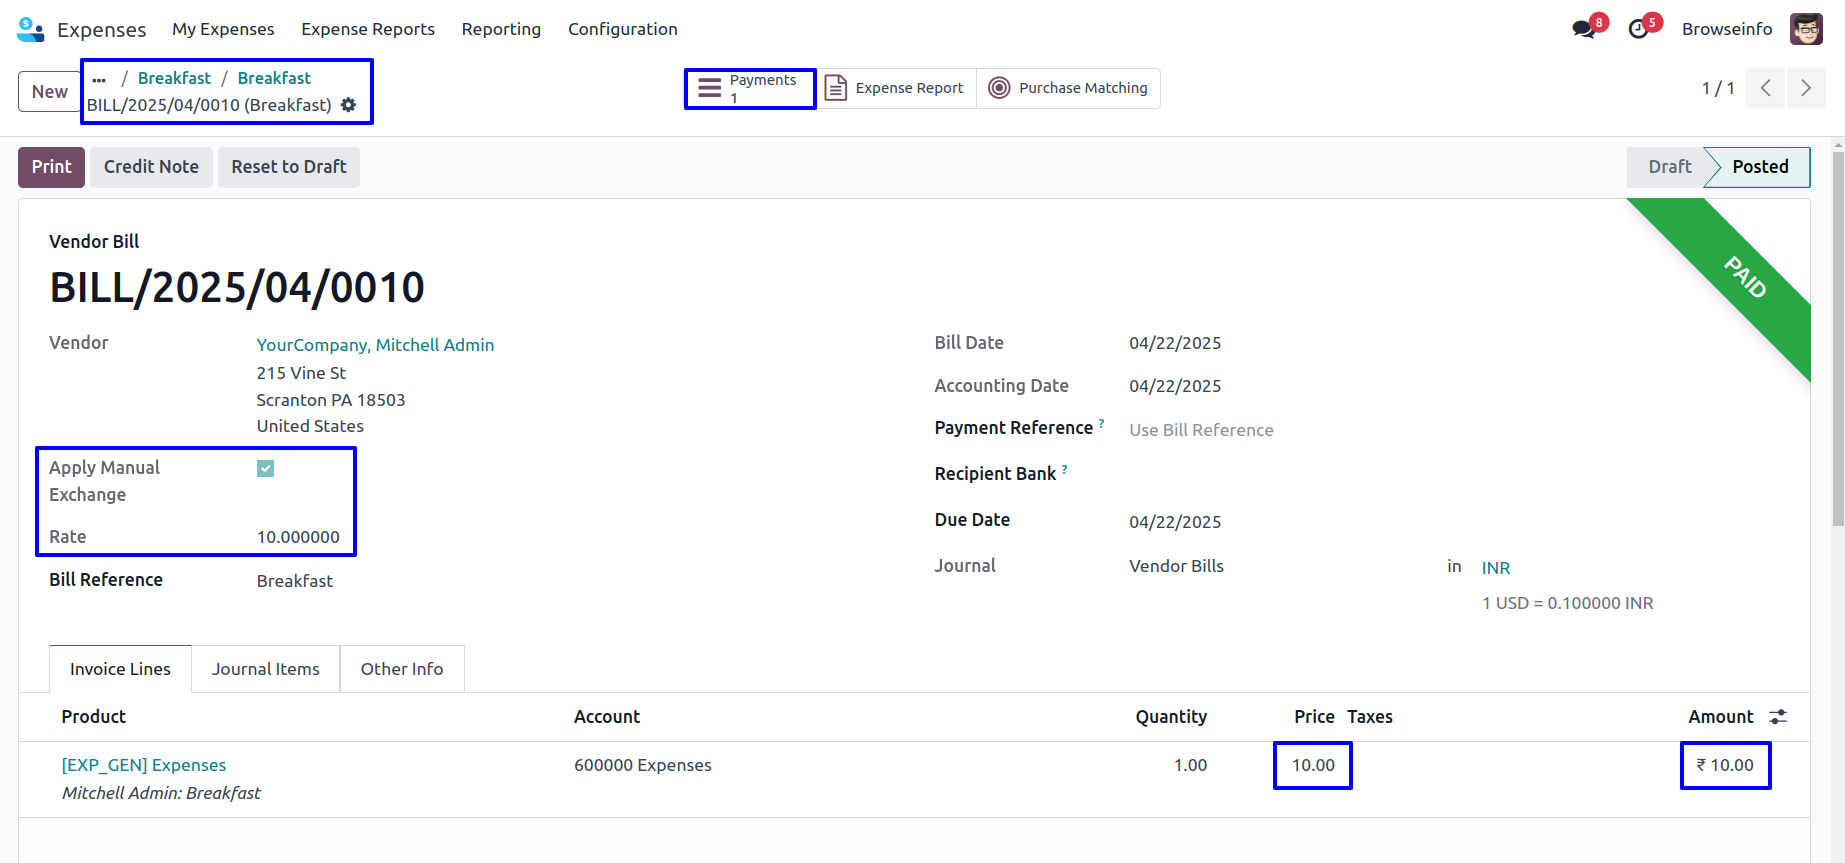 Expenses My Expenses Expense Reports Reporting Configuration 8 5 Browseinfo
New ... / Breakfast / Breakfast
BILL/2025/04/0010 (Breakfast)
Payments
1
Expense Report Purchase Matching 1 / 1
Print Credit Note Reset to Draft Draft Posted
PAID
Vendor Bill
BILL/2025/04/0010
Vendor YourCompany, Mitchell Admin
215 Vine St
Scranton PA 18503
United States
Apply Manual
Exchange
Rate 10.000000
Bill Reference Breakfast
Bill Date 04/22/2025
Accounting Date 04/22/2025
Payment Reference ? Use Bill Reference
Recipient Bank ?
Due Date 04/22/2025
Journal Vendor Bills in INR
1 USD = 0.100000 INR
Invoice Lines Journal Items Other Info
Product Account Quantity Price Taxes Amount
[EXP_GEN] Expenses 600000 Expenses 1.00 10.00 ₹ 10.00
Mitchell Admin: Breakfast